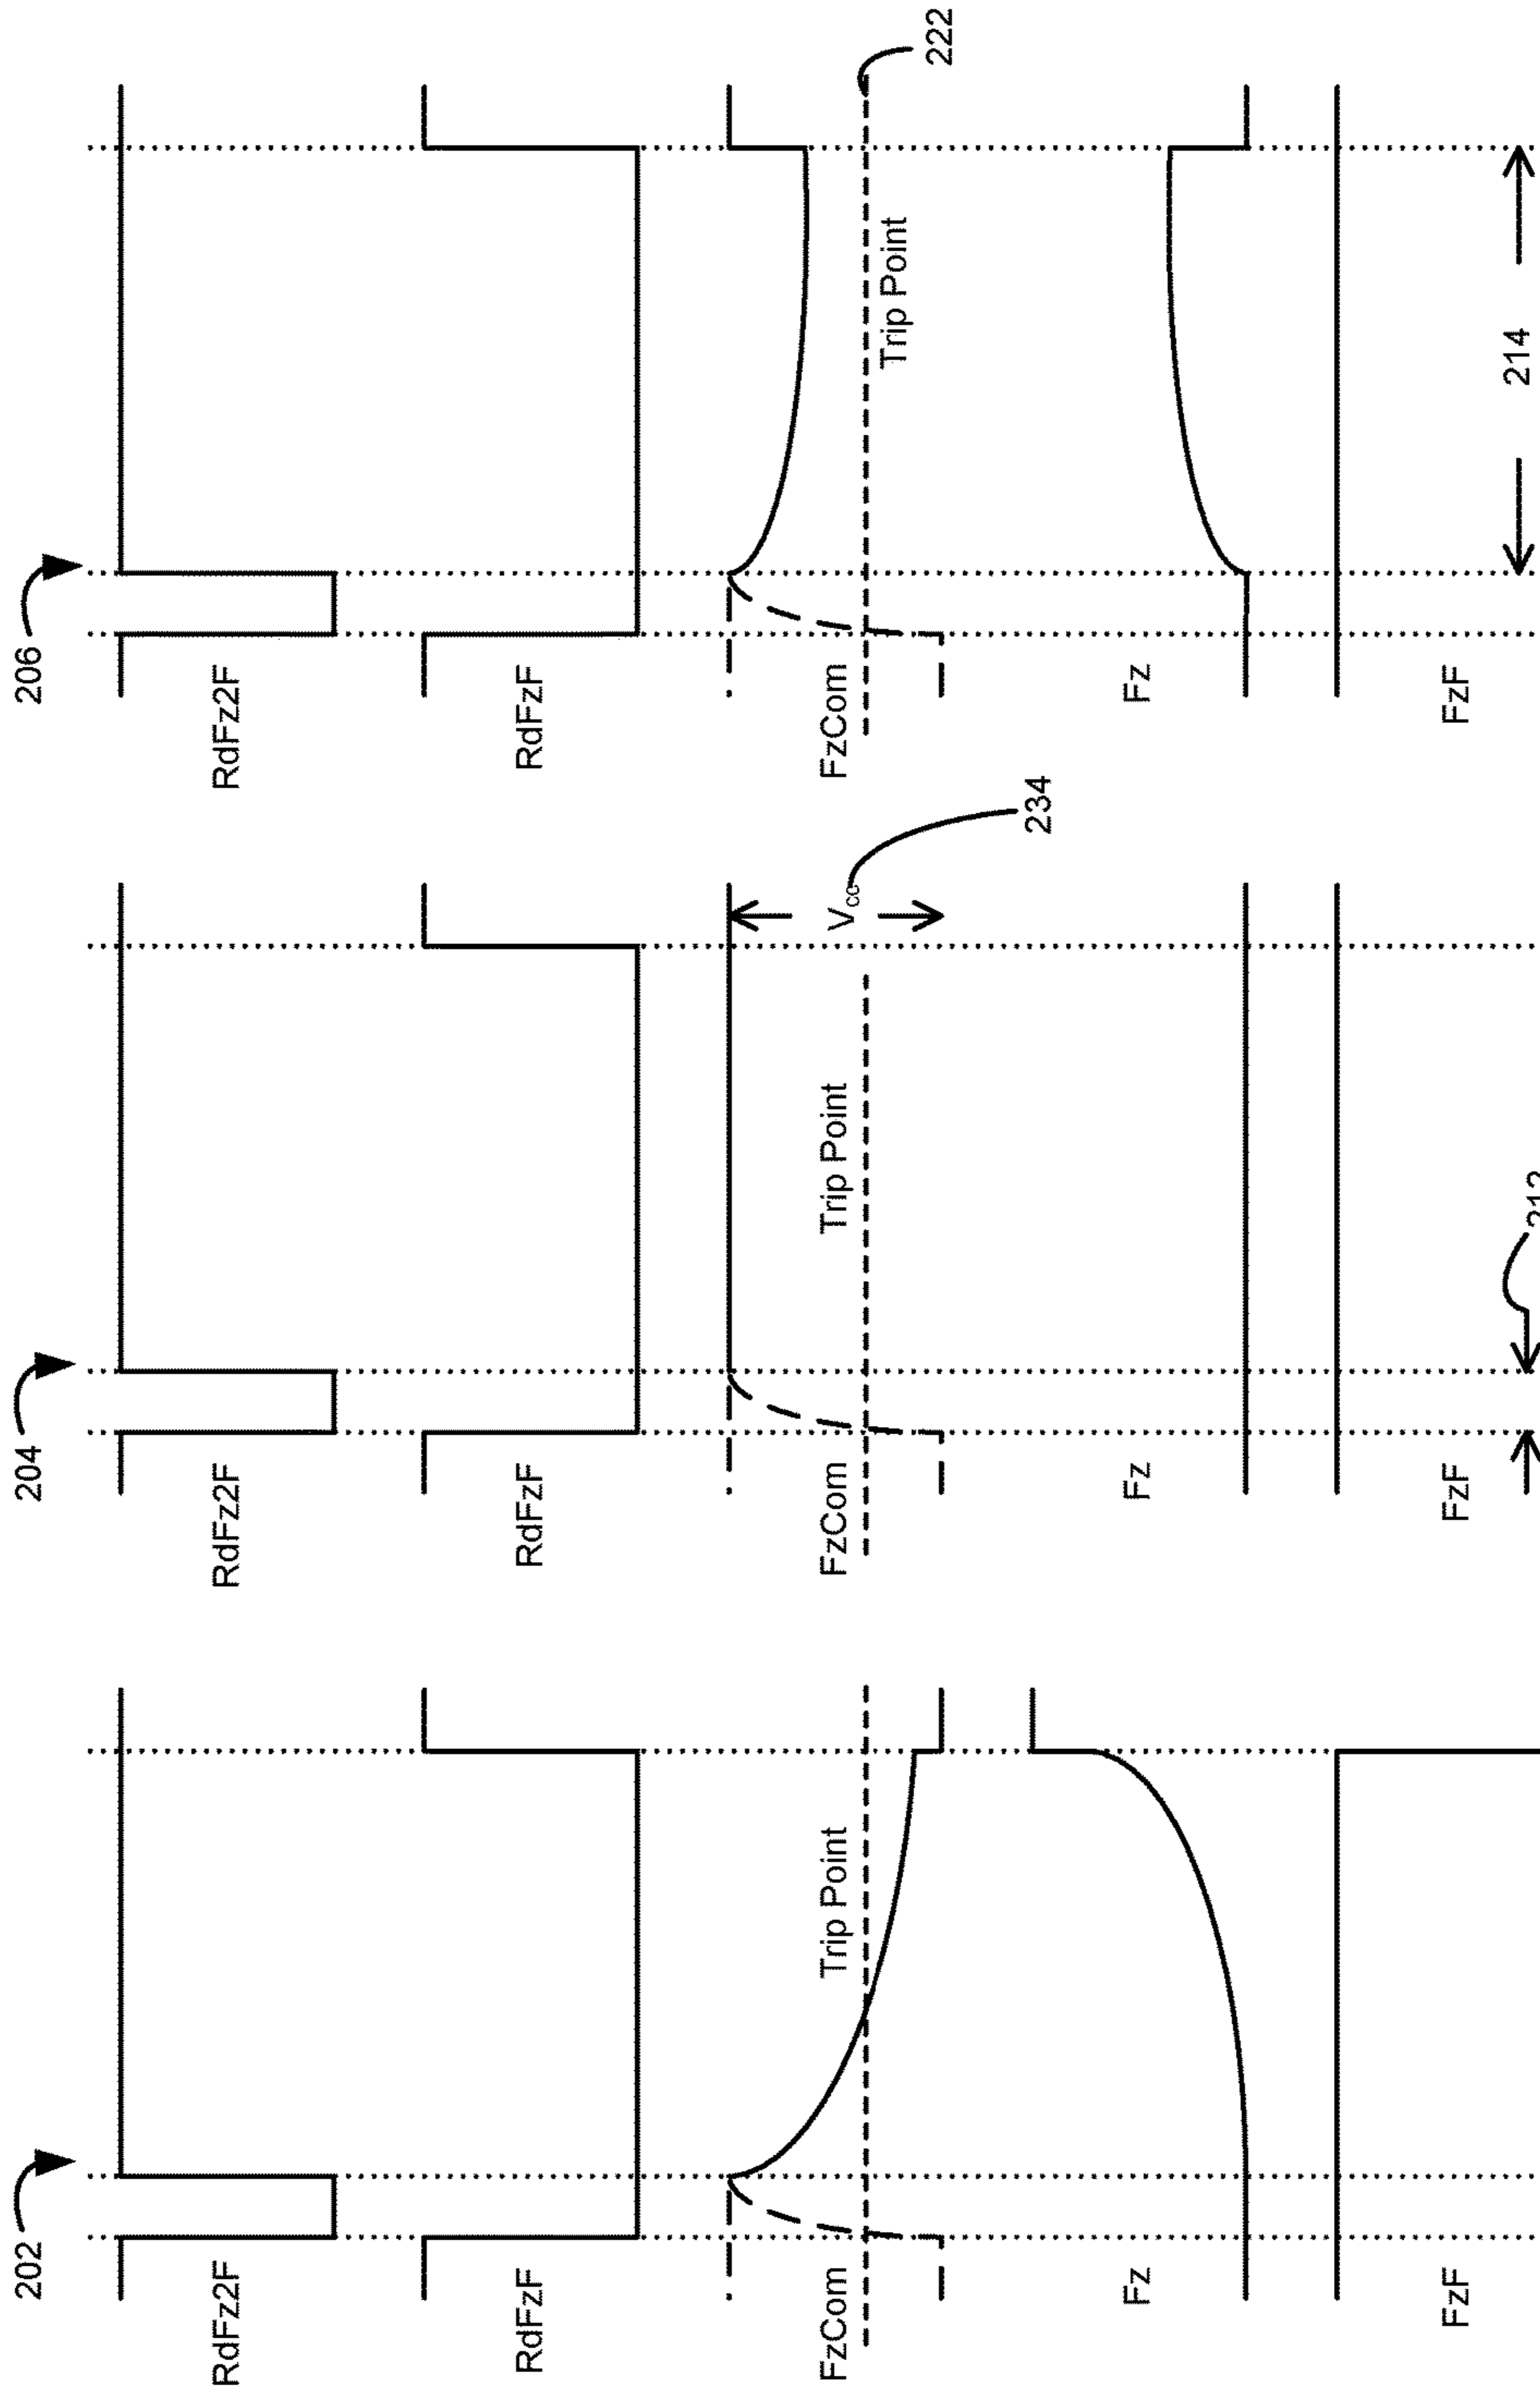 202
RdFz2F
RdFzF
FzCom
Trip Point
Fz
FzF
204
RdFz2F
RdFzF
FzCom
Trip Point
Vcc
234
Fz
FzF
206
RdFz2F
RdFzF
FzCom
Trip Point
222
Fz
FzF
214